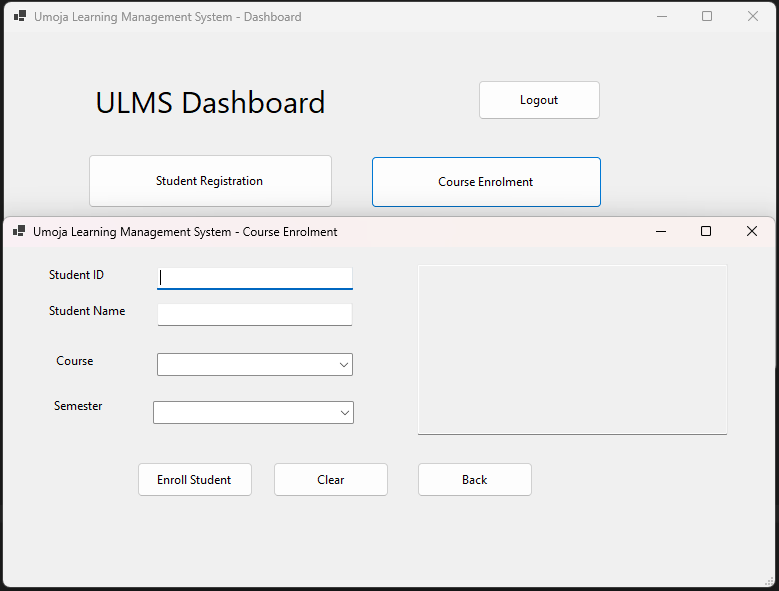 Umoja Learning Management System - Dashboard
ULMS Dashboard
Logout
Student Registration
Course Enrolment
Umoja Learning Management System - Course Enrolment
Student ID
Student Name
Course
Semester
Enroll Student
Clear
Back